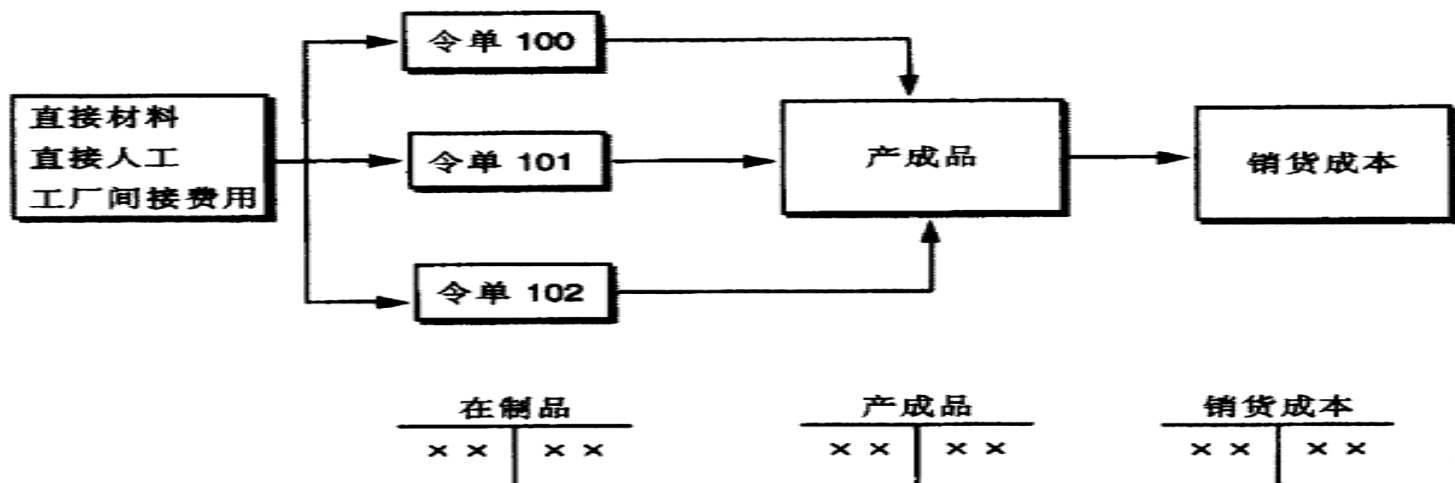 令单 100
直接材料
直接人工
工厂间接费用
令单 101
产成品
销货成本
令单 102
在制品
产成品
销货成本
× × × ×
× × × ×
× × × ×